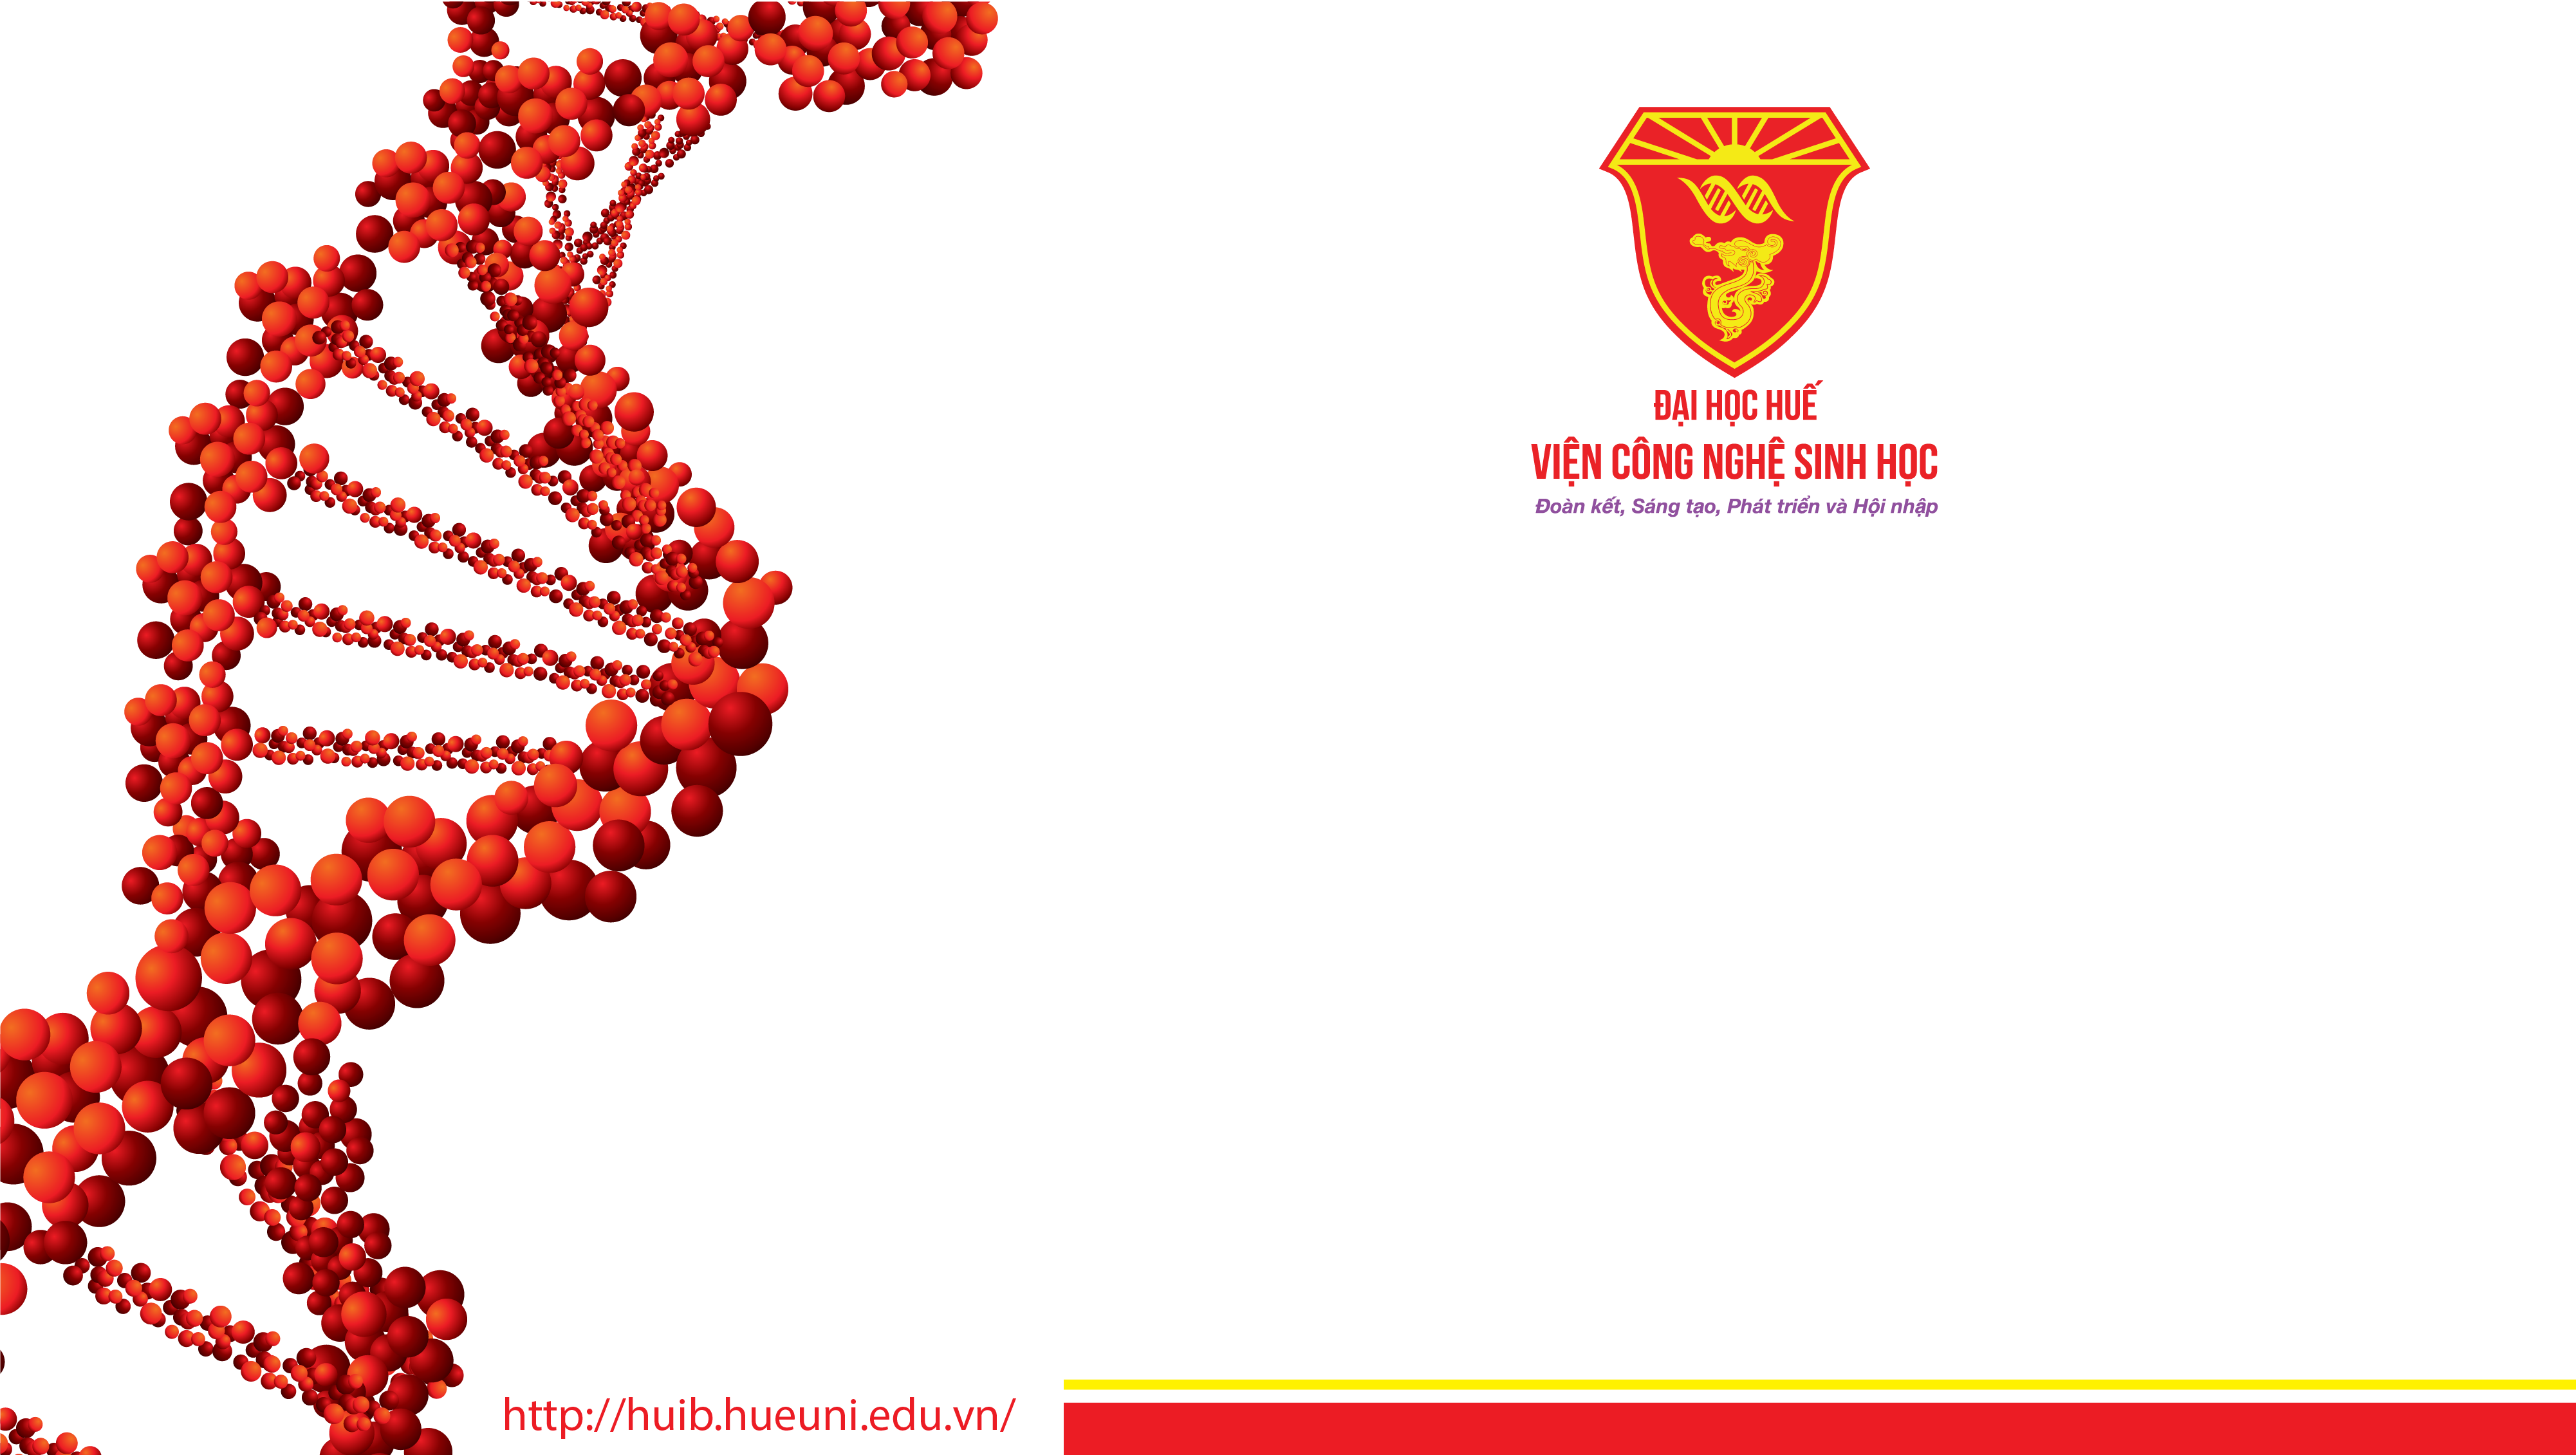 ĐẠI HỌC HUẾ
VIỆN CÔNG NGHỆ SINH HỌC
Đoàn kết, Sáng tạo, Phát triển và Hội nhập
http://huib.hueuni.edu.vn/